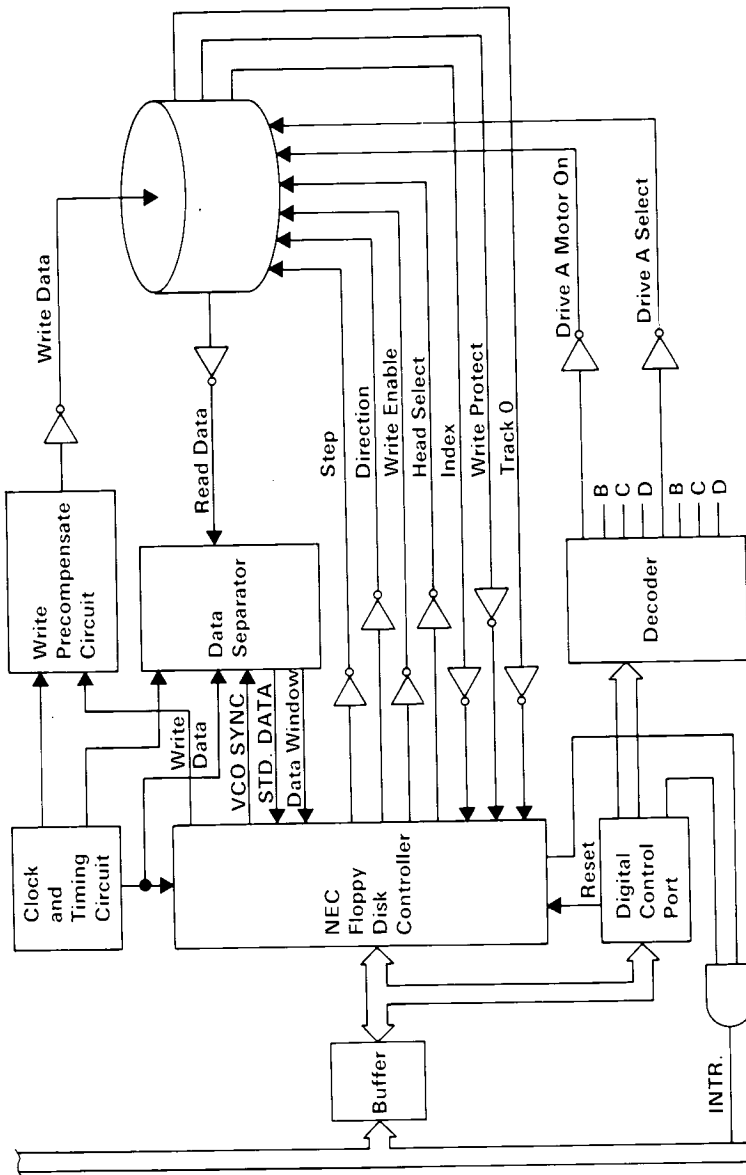 Clock
and
Timing
Circuit
Write
Precompensate
Circuit
Write Data
Write
Data
VCO SYNC
STD. DATA
Data Window
Data
Separator
Read Data
NEC
Floppy
Disk
Controller
Step
Direction
Write Enable
Head Select
Index
Write Protect
Track 0
Buffer
Reset
Digital
Control
Port
Decoder
Drive A Motor On
B
C
D
Drive A Select
B
C
D
INTR.